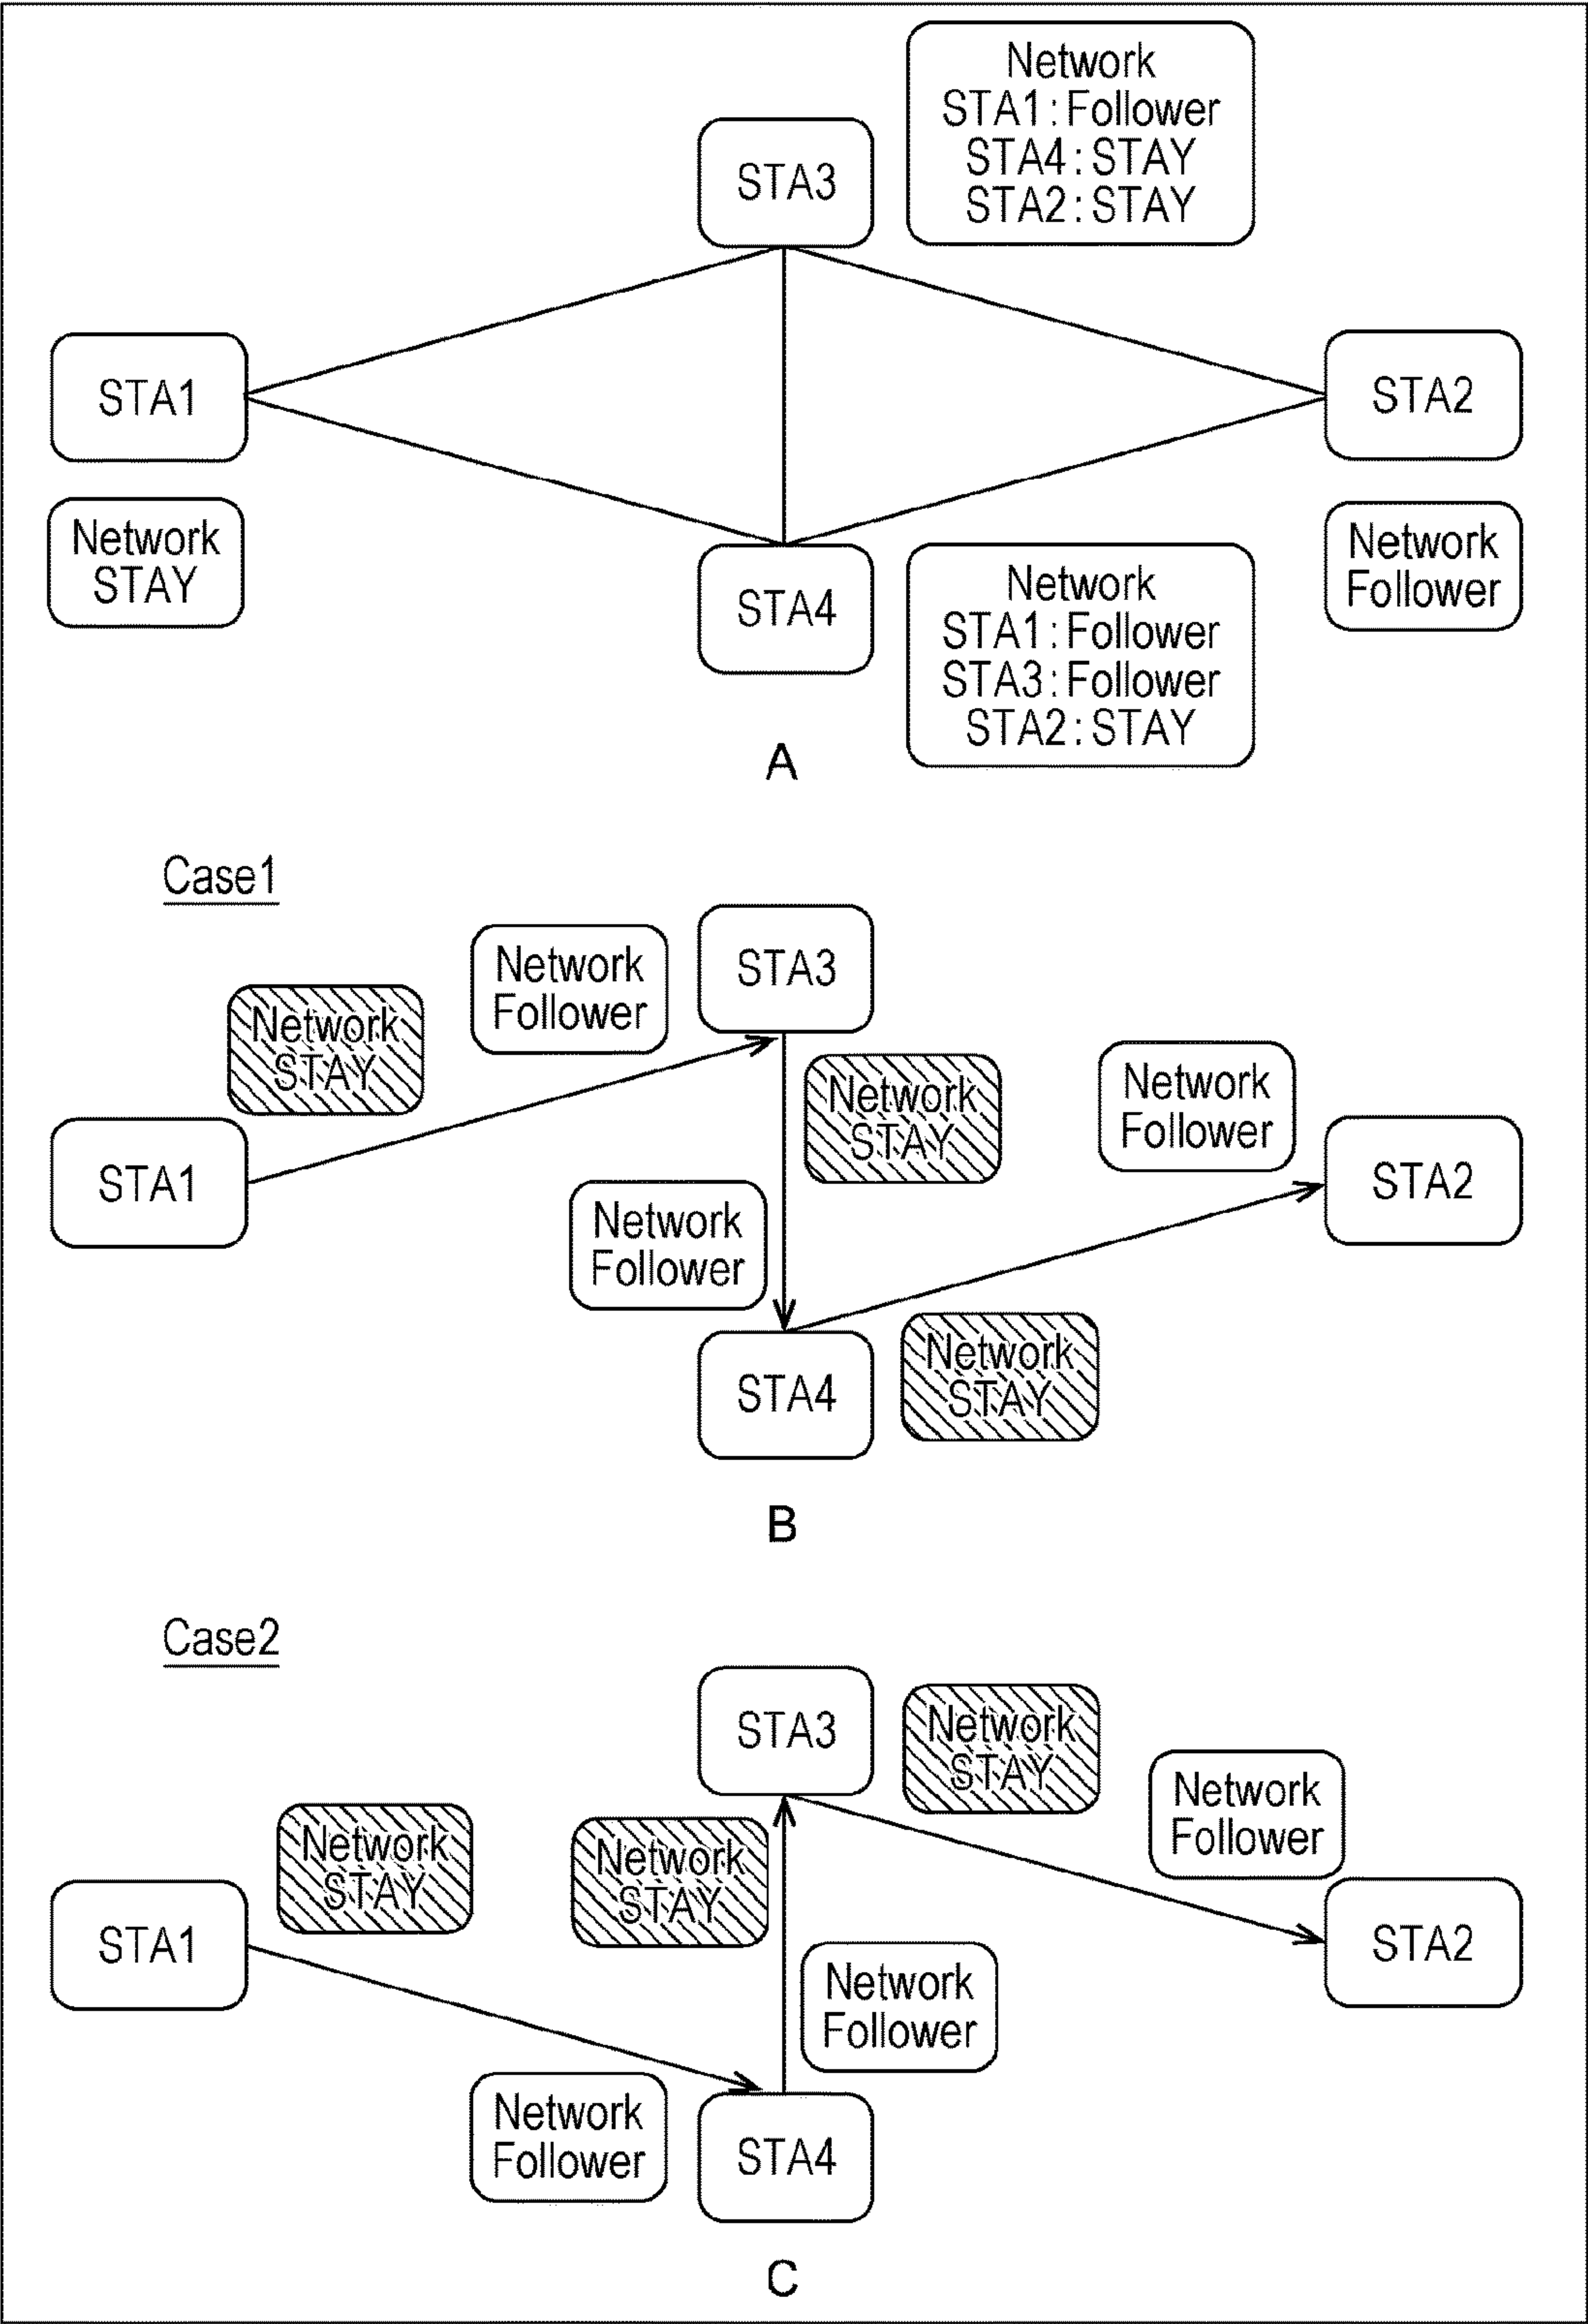 Network
STA1:Follower
STA4:STAY
STA2:STAY
STA3
STA1
STA2
Network
STAY
STA4
Network
STA1:Follower
STA3:Follower
STA2:STAY
Network
Follower
A
Case1
Network
STAY
Network
Follower
STA3
Network
STAY
Network
Follower
STA1
STA2
Network
Follower
STA4
Network
STAY
B
Case2
STA3
Network
STAY
Network
Follower
Network
STAY
Network
STAY
STA1
STA2
Network
Follower
Network
Follower
STA4
C